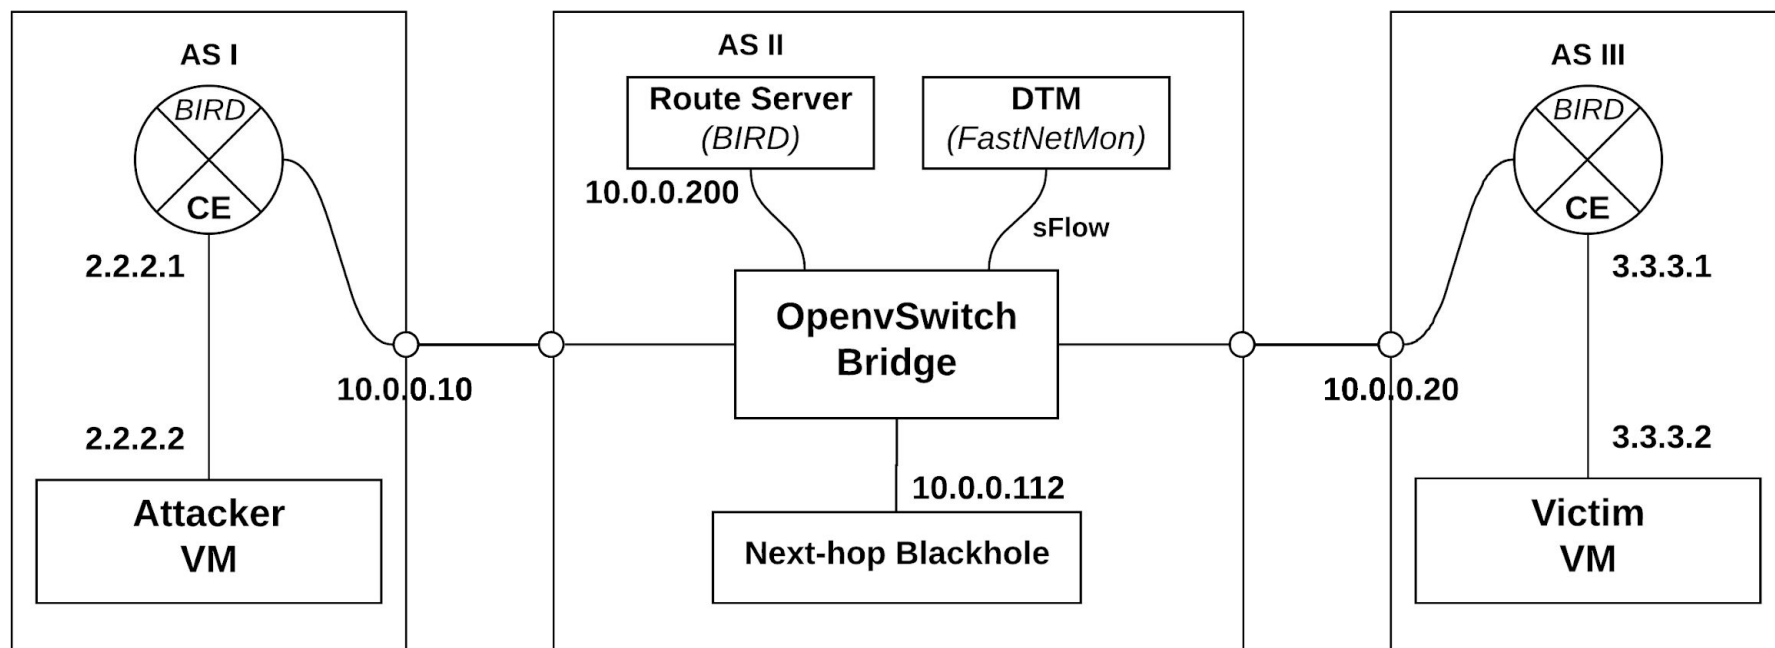 AS I
BIRD
CE
2.2.2.1
2.2.2.2
Attacker
VM
10.0.0.10
AS II
Route Server
(BIRD)
10.0.0.200
DTM
(FastNetMon)
sFlow
OpenvSwitch
Bridge
10.0.0.112
Next-hop Blackhole
AS III
BIRD
CE
3.3.3.1
10.0.0.20
3.3.3.2
Victim
VM